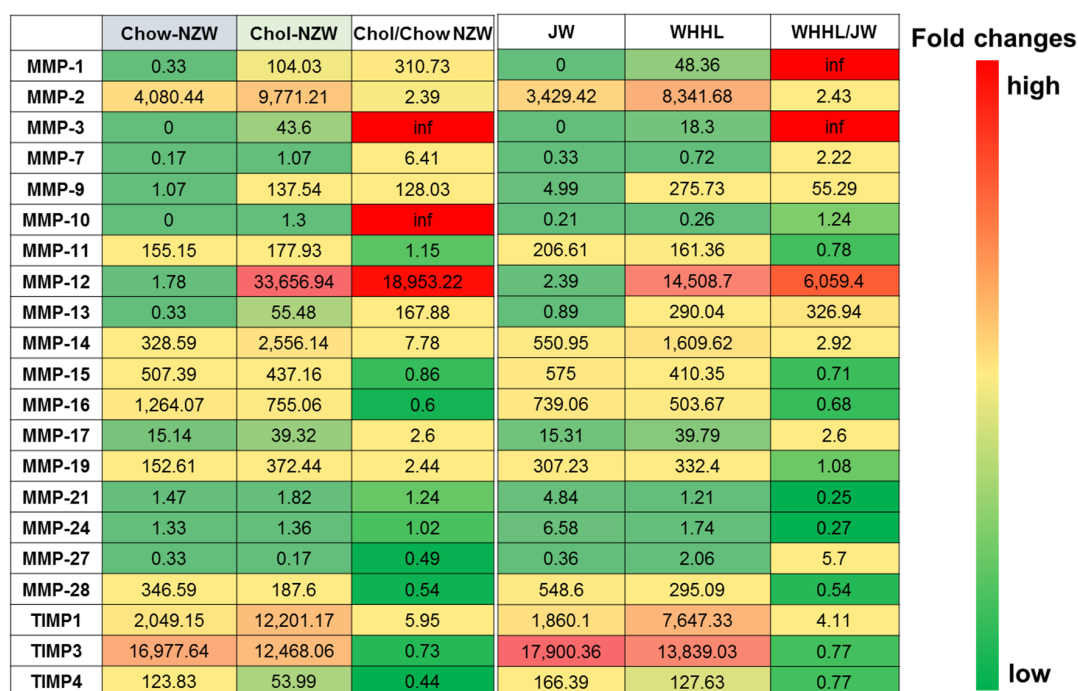 Chow-NZW Chol-NZW Chol/Chow NZW JW WHHL WHHL/JW Fold changes
MMP-1 0.33 104.03 310.73 0 48.36 inf high
MMP-2 4,080.44 9,771.21 2.39 3,429.42 8,341.68 2.43
MMP-3 0 43.6 inf 0 18.3 inf
MMP-7 0.17 1.07 6.41 0.33 0.72 2.22
MMP-9 1.07 137.54 128.03 4.99 275.73 55.29
MMP-10 0 1.3 inf 0.21 0.26 1.24
MMP-11 155.15 177.93 1.15 206.61 161.36 0.78
MMP-12 1.78 33,656.94 18,953.22 2.39 14,508.7 6,059.4
MMP-13 0.33 55.48 167.88 0.89 290.04 326.94
MMP-14 328.59 2,556.14 7.78 550.95 1,609.62 2.92
MMP-15 507.39 437.16 0.86 575 410.35 0.71
MMP-16 1,264.07 755.06 0.6 739.06 503.67 0.68
MMP-17 15.14 39.32 2.6 15.31 39.79 2.6
MMP-19 152.61 372.44 2.44 307.23 332.4 1.08
MMP-21 1.47 1.82 1.24 4.84 1.21 0.25
MMP-24 1.33 1.36 1.02 6.58 1.74 0.27
MMP-27 0.33 0.17 0.49 0.36 2.06 5.7
MMP-28 346.59 187.6 0.54 548.6 295.09 0.54
TIMP1 2,049.15 12,201.17 5.95 1,860.1 7,647.33 4.11
TIMP3 16,977.64 12,468.06 0.73 17,900.36 13,839.03 0.77
TIMP4 123.83 53.99 0.44 166.39 127.63 0.77 low